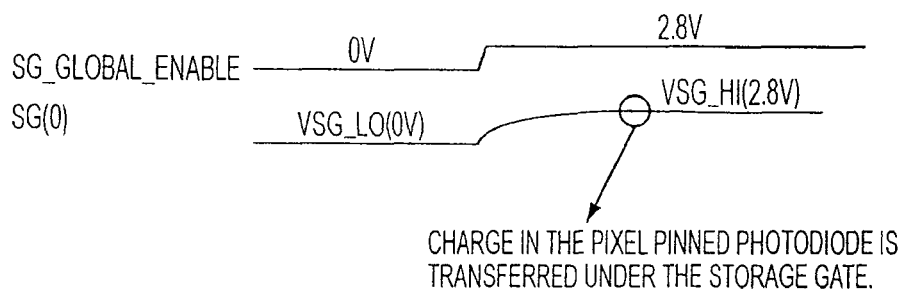 2.8V
0V
SG_GLOBAL_ENABLE
VSG_HI(2.8V)
SG(0)
VSG_LO(0V)
CHARGE IN THE PIXEL PINNED PHOTODIODE IS
TRANSFERRED UNDER THE STORAGE GATE.